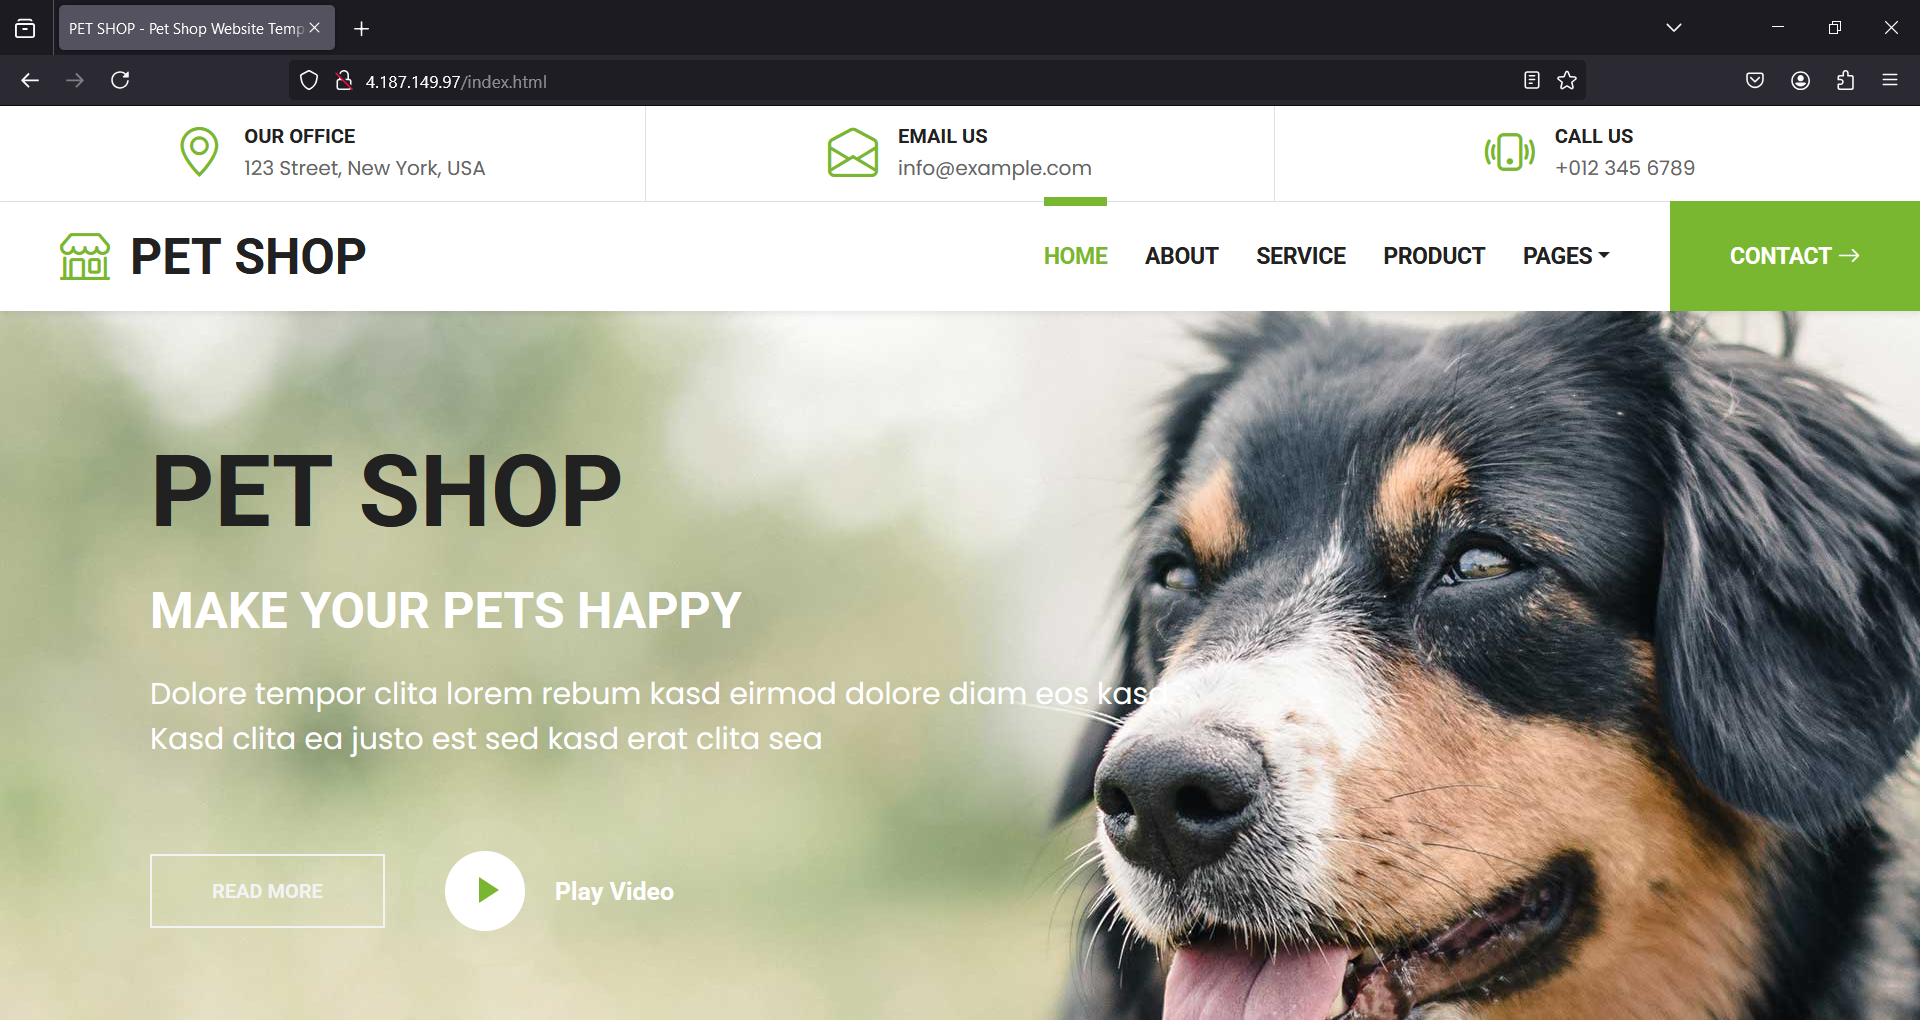 PET SHOP - Pet Shop Website Temp
4.187.149.97/index.html
OUR OFFICE
123 Street, New York, USA
EMAIL US
info@example.com
CALL US
+012 345 6789
PET SHOP
HOME ABOUT SERVICE PRODUCT PAGES CONTACT
PET SHOP
MAKE YOUR PETS HAPPY
Dolore tempor clita lorem rebum kasd eirmod dolore diam eos kasd.
Kasd clita ea justo est sed kasd erat clita sea
READ MORE
Play Video